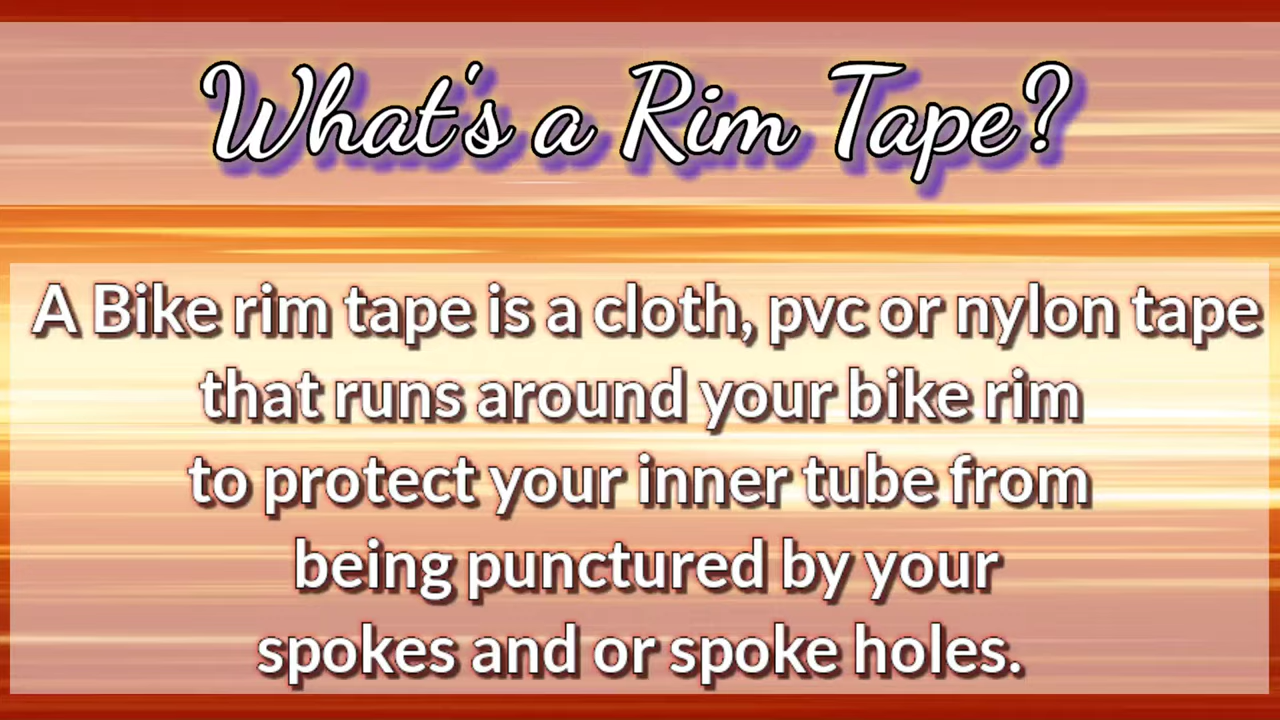 What's a Rim Tape?
A Bike rim tape is a cloth, pvc or nylon tape
that runs around your bike rim
to protect your inner tube from
being punctured by your
spokes and or spoke holes.